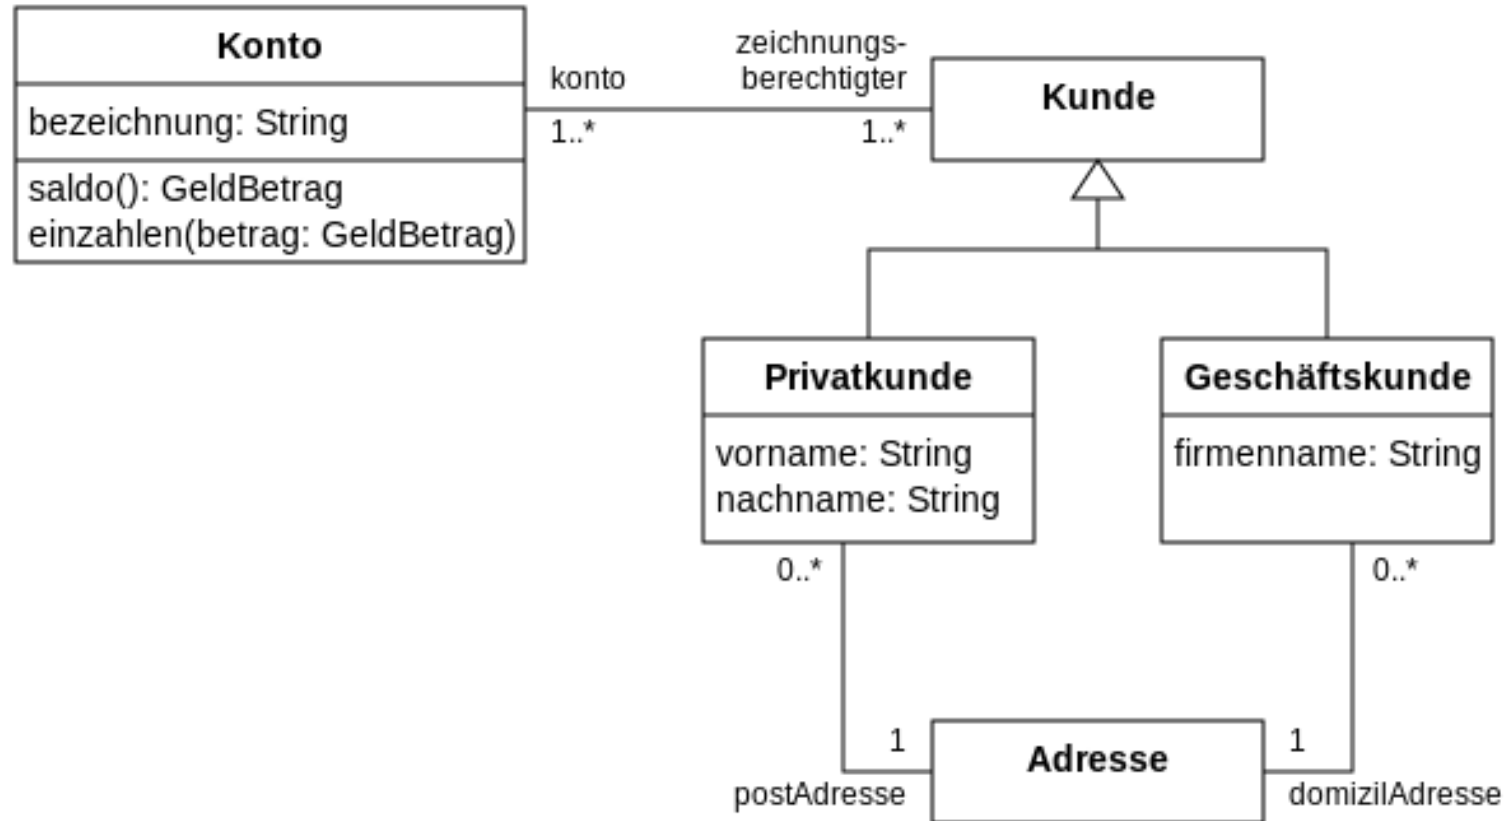 Konto
bezeichnung: String
saldo(): GeldBetrag
einzahlen(betrag: GeldBetrag)
konto
1..*
zeichnungs-
berechtigter
1..*
Kunde
Privatkunde
vorname: String
nachname: String
0..*
Geschäftskunde
firmenname: String
0..*
1
postAdresse
Adresse
1
domizilAdresse